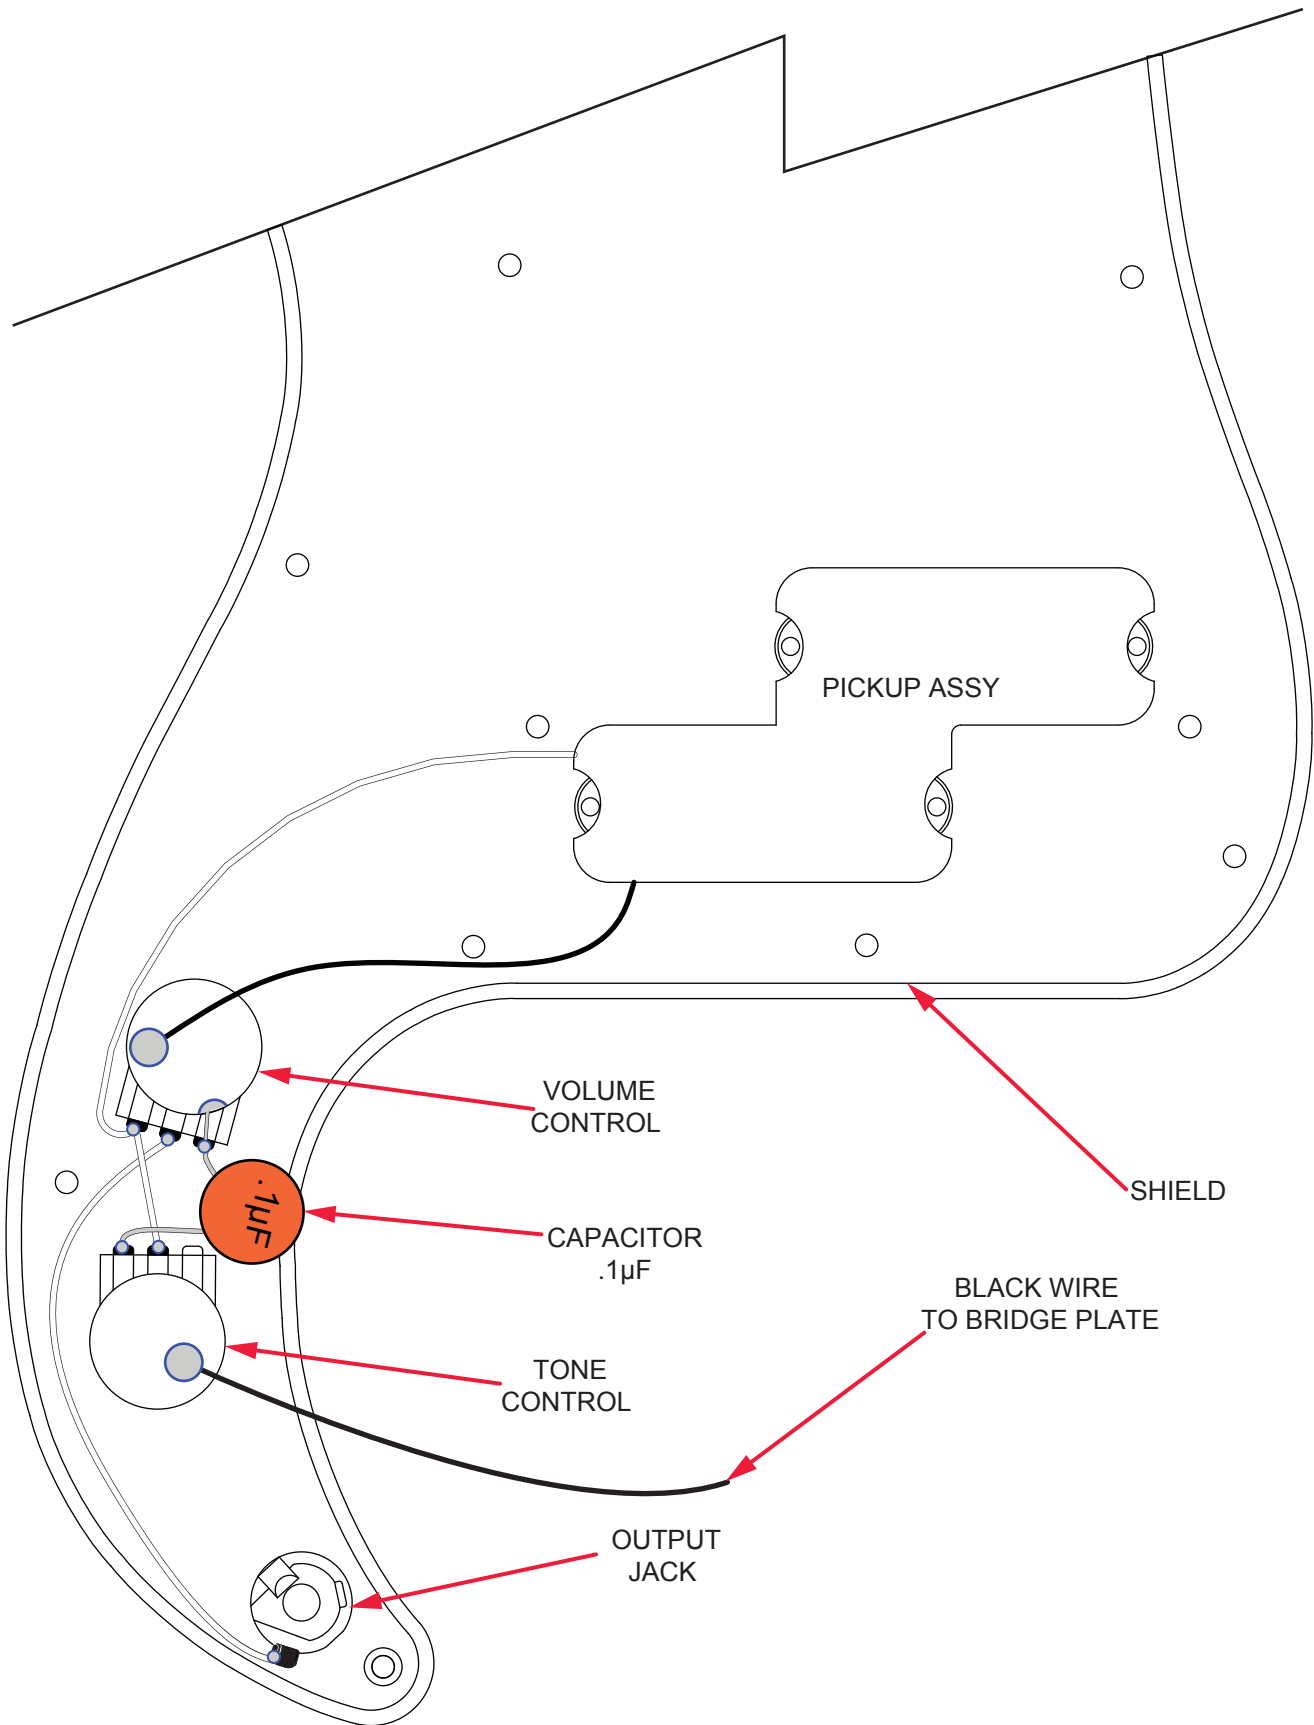 PICKUP ASSY
VOLUME
CONTROL
SHIELD
.1µF
CAPACITOR
.1µF
BLACK WIRE
TO BRIDGE PLATE
TONE
CONTROL
OUTPUT
JACK